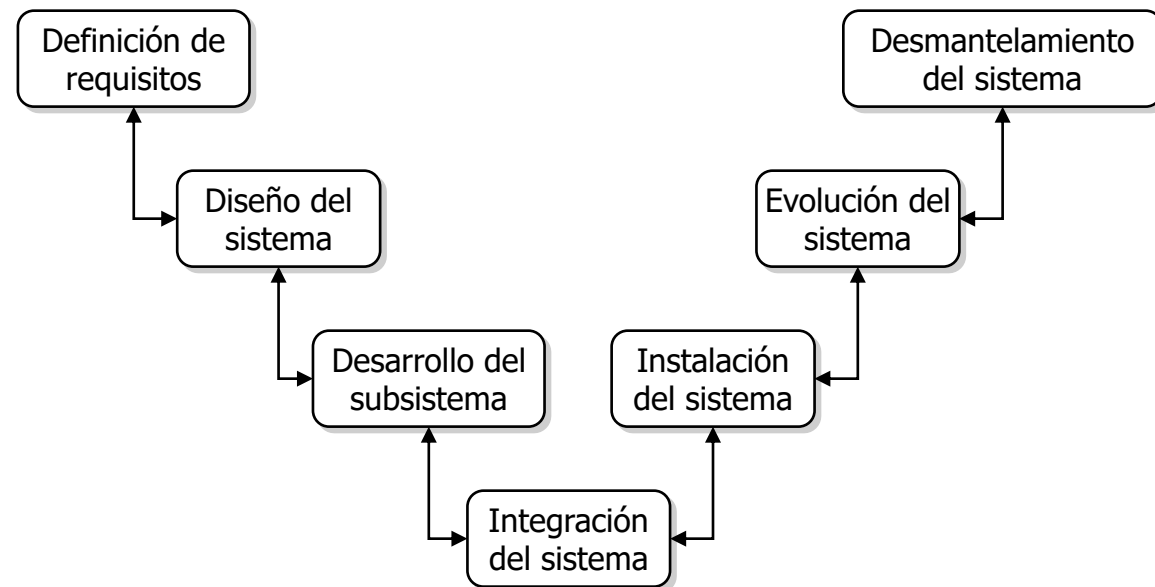 Definición de
requisitos
Desmantelamiento
del sistema
Diseño del
sistema
Evolución del
sistema
Desarrollo del
subsistema
Instalación
del sistema
Integración
del sistema